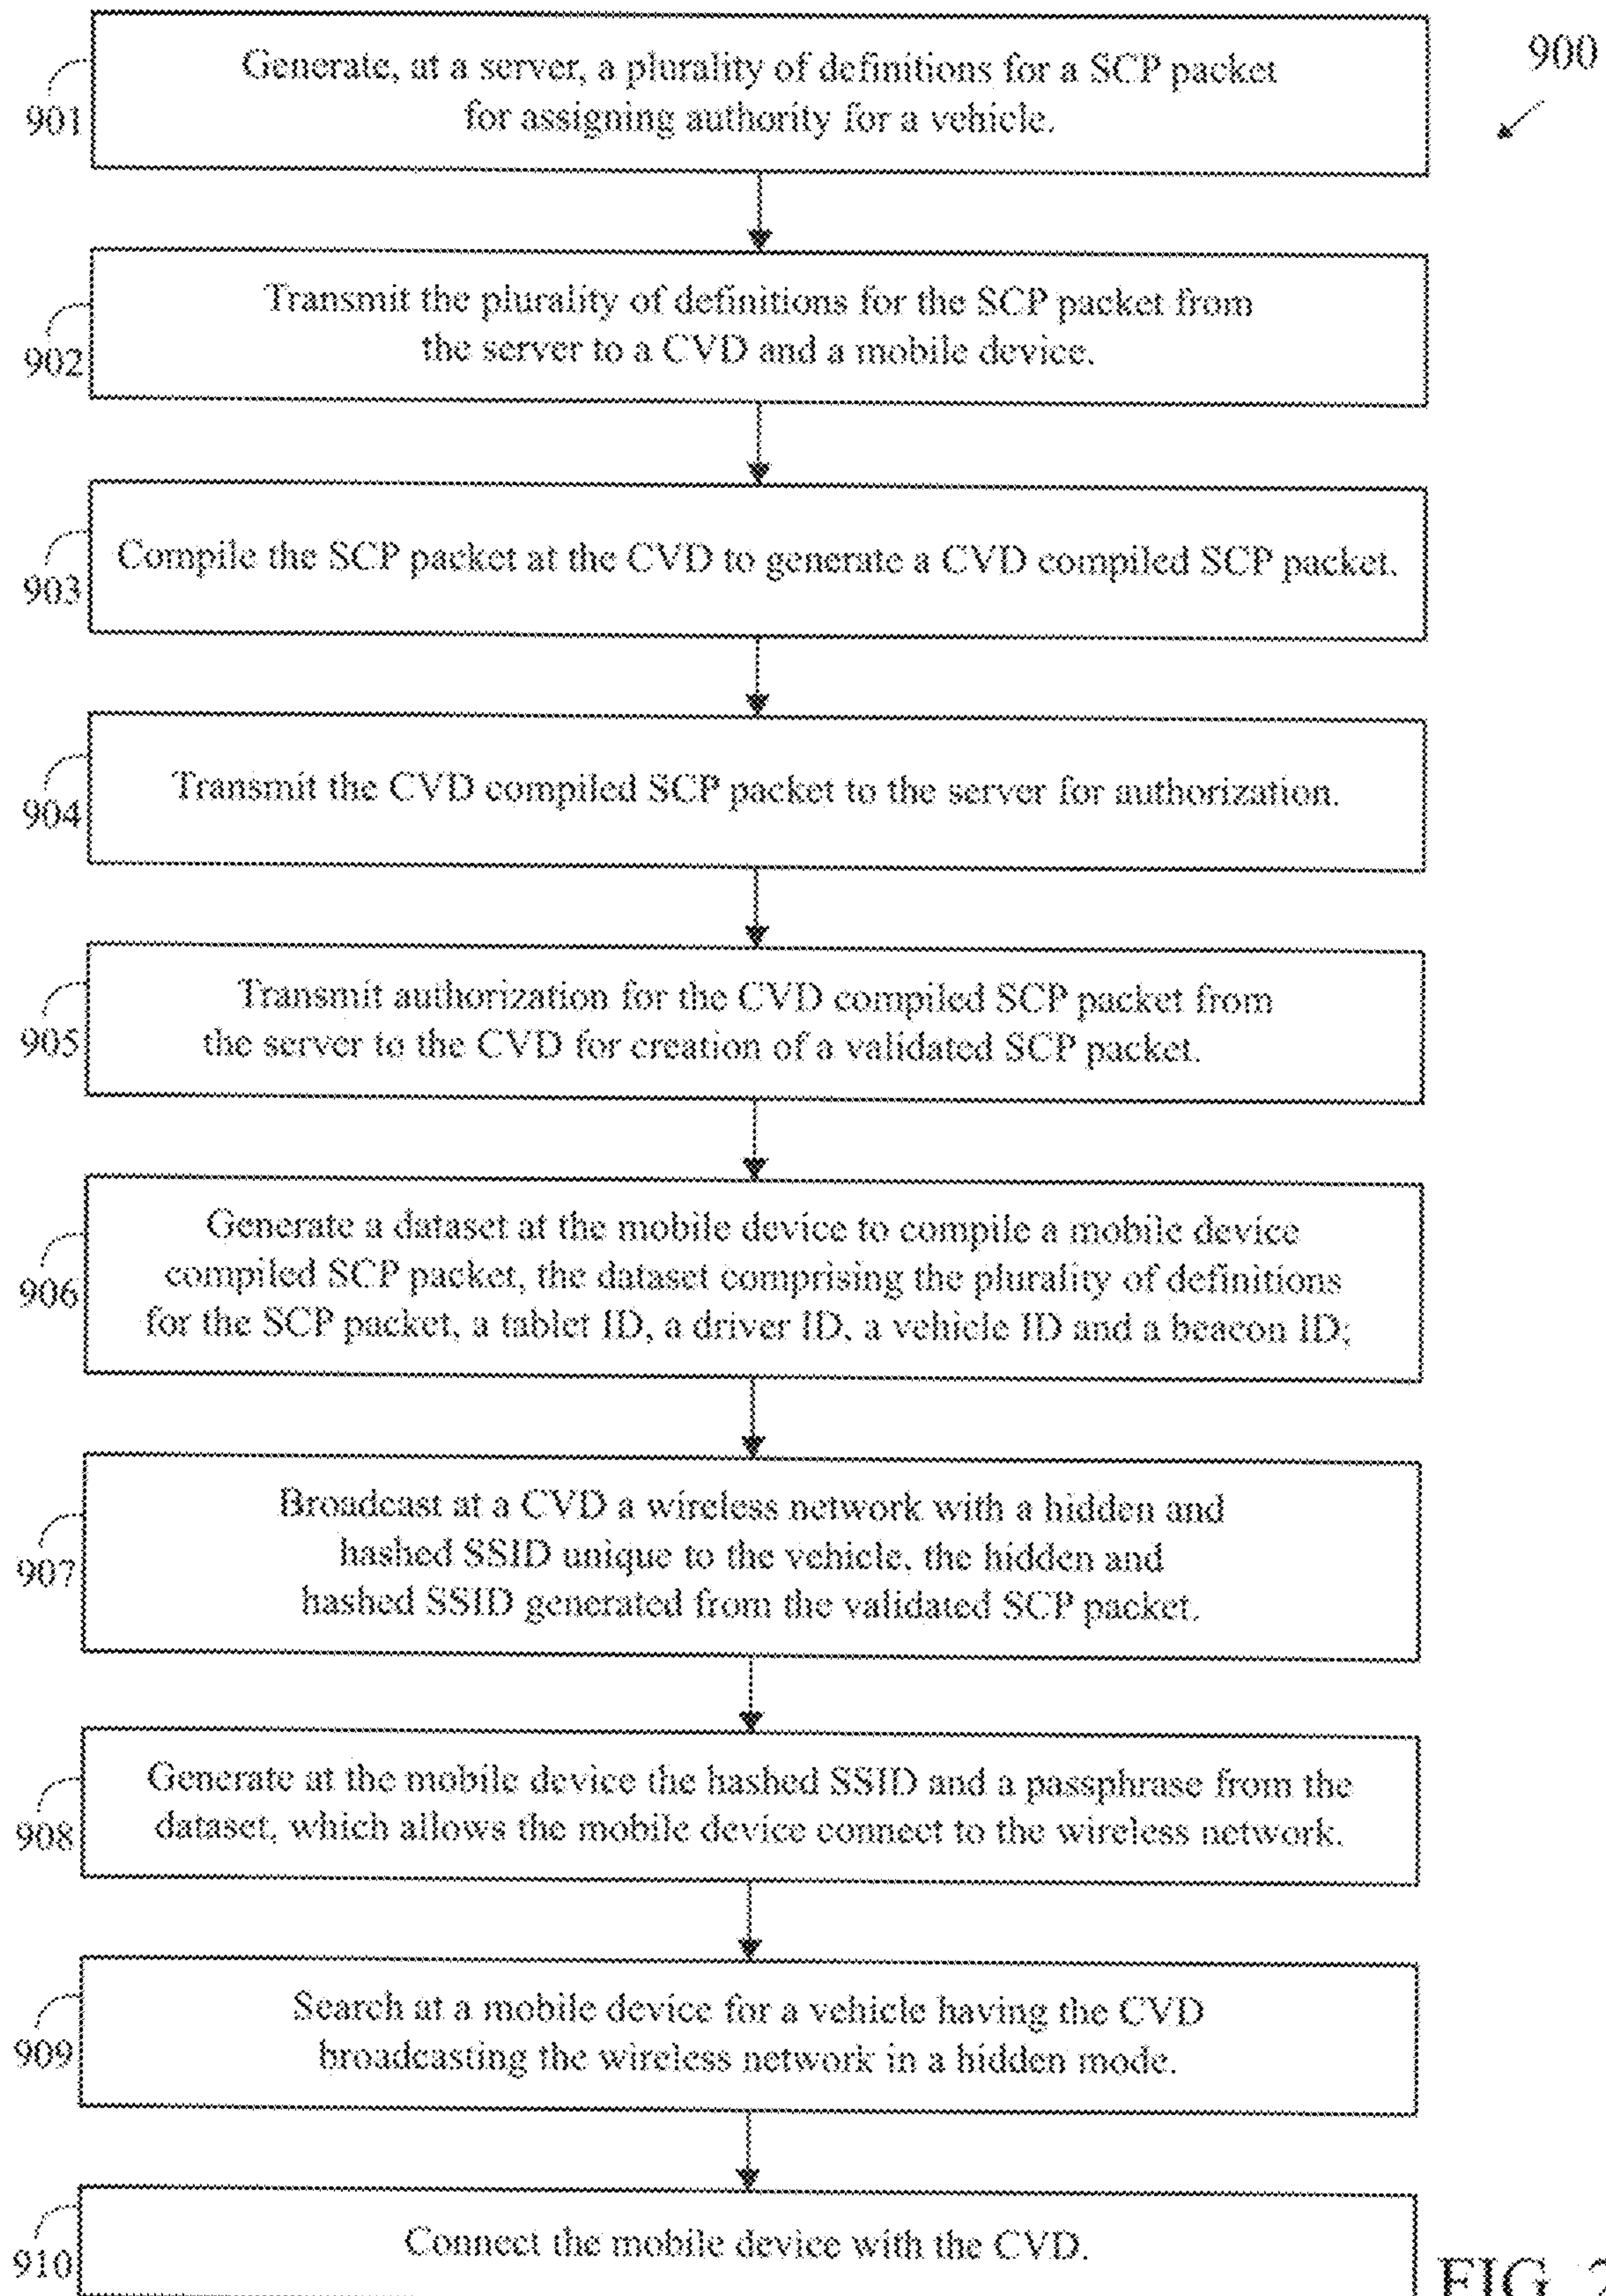 900
901
Generate, at a server, a plurality of definitions for a SCP packet
for assigning authority for a vehicle.
902
Transmit the plurality of definitions for the SCP packet from
the server to a CVD and a mobile device.
903
Compile the SCP packet at the CVD to generate a CVD compiled SCP packet.
904
Transmit the CVD compiled SCP packet to the server for authorization.
905
Transmit authorization for the CVD compiled SCP packet from
the server to the CVD for creation of a validated SCP packet.
906
Generate a dataset at the mobile device to compile a mobile device
compiled SCP packet, the dataset comprising the plurality of definitions
for the SCP packet, a tablet ID, a driver ID, a vehicle ID and a beacon ID;
907
Broadcast at a CVD a wireless network with a hidden and
hashed SSID unique to the vehicle, the hidden and
hashed SSID generated from the validated SCP packet.
908
Generate at the mobile device the hashed SSID and a passphrase from the
dataset, which allows the mobile device connect to the wireless network.
909
Search at a mobile device for a vehicle having the CVD
broadcasting the wireless network in a hidden mode.
910
Connect the mobile device with the CVD.
FIG.